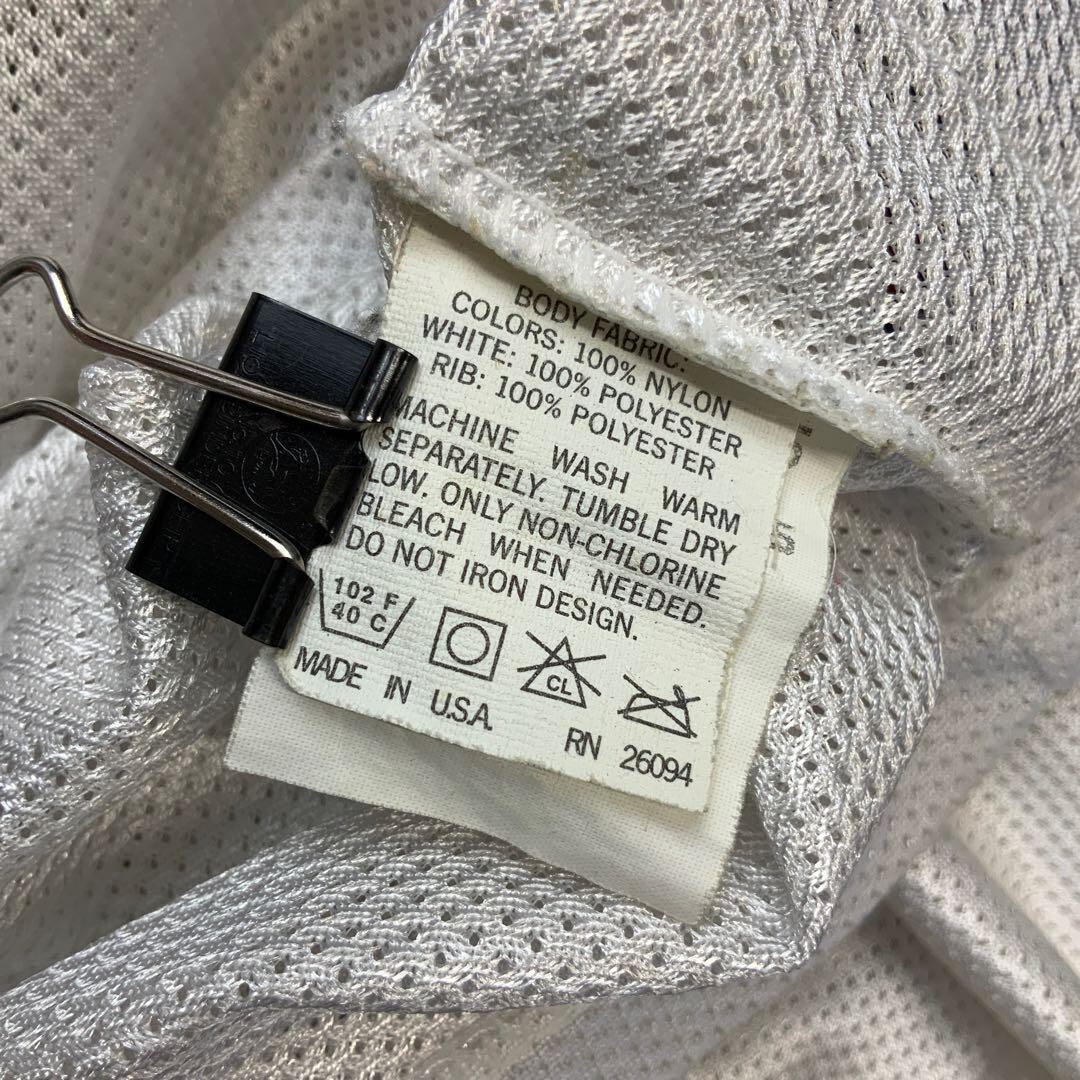 BODY FABRIC:
COLORS: 100% NYLON
WHITE: 100% POLYESTER
RIB: 100% POLYESTER
MACHINE WASH WARM
SEPARATELY. TUMBLE DRY
LOW. ONLY NON-CHLORINE
BLEACH WHEN NEEDED.
DO NOT IRON DESIGN.
102 F
40 C
CL
MADE IN U.S.A.
RN 26094